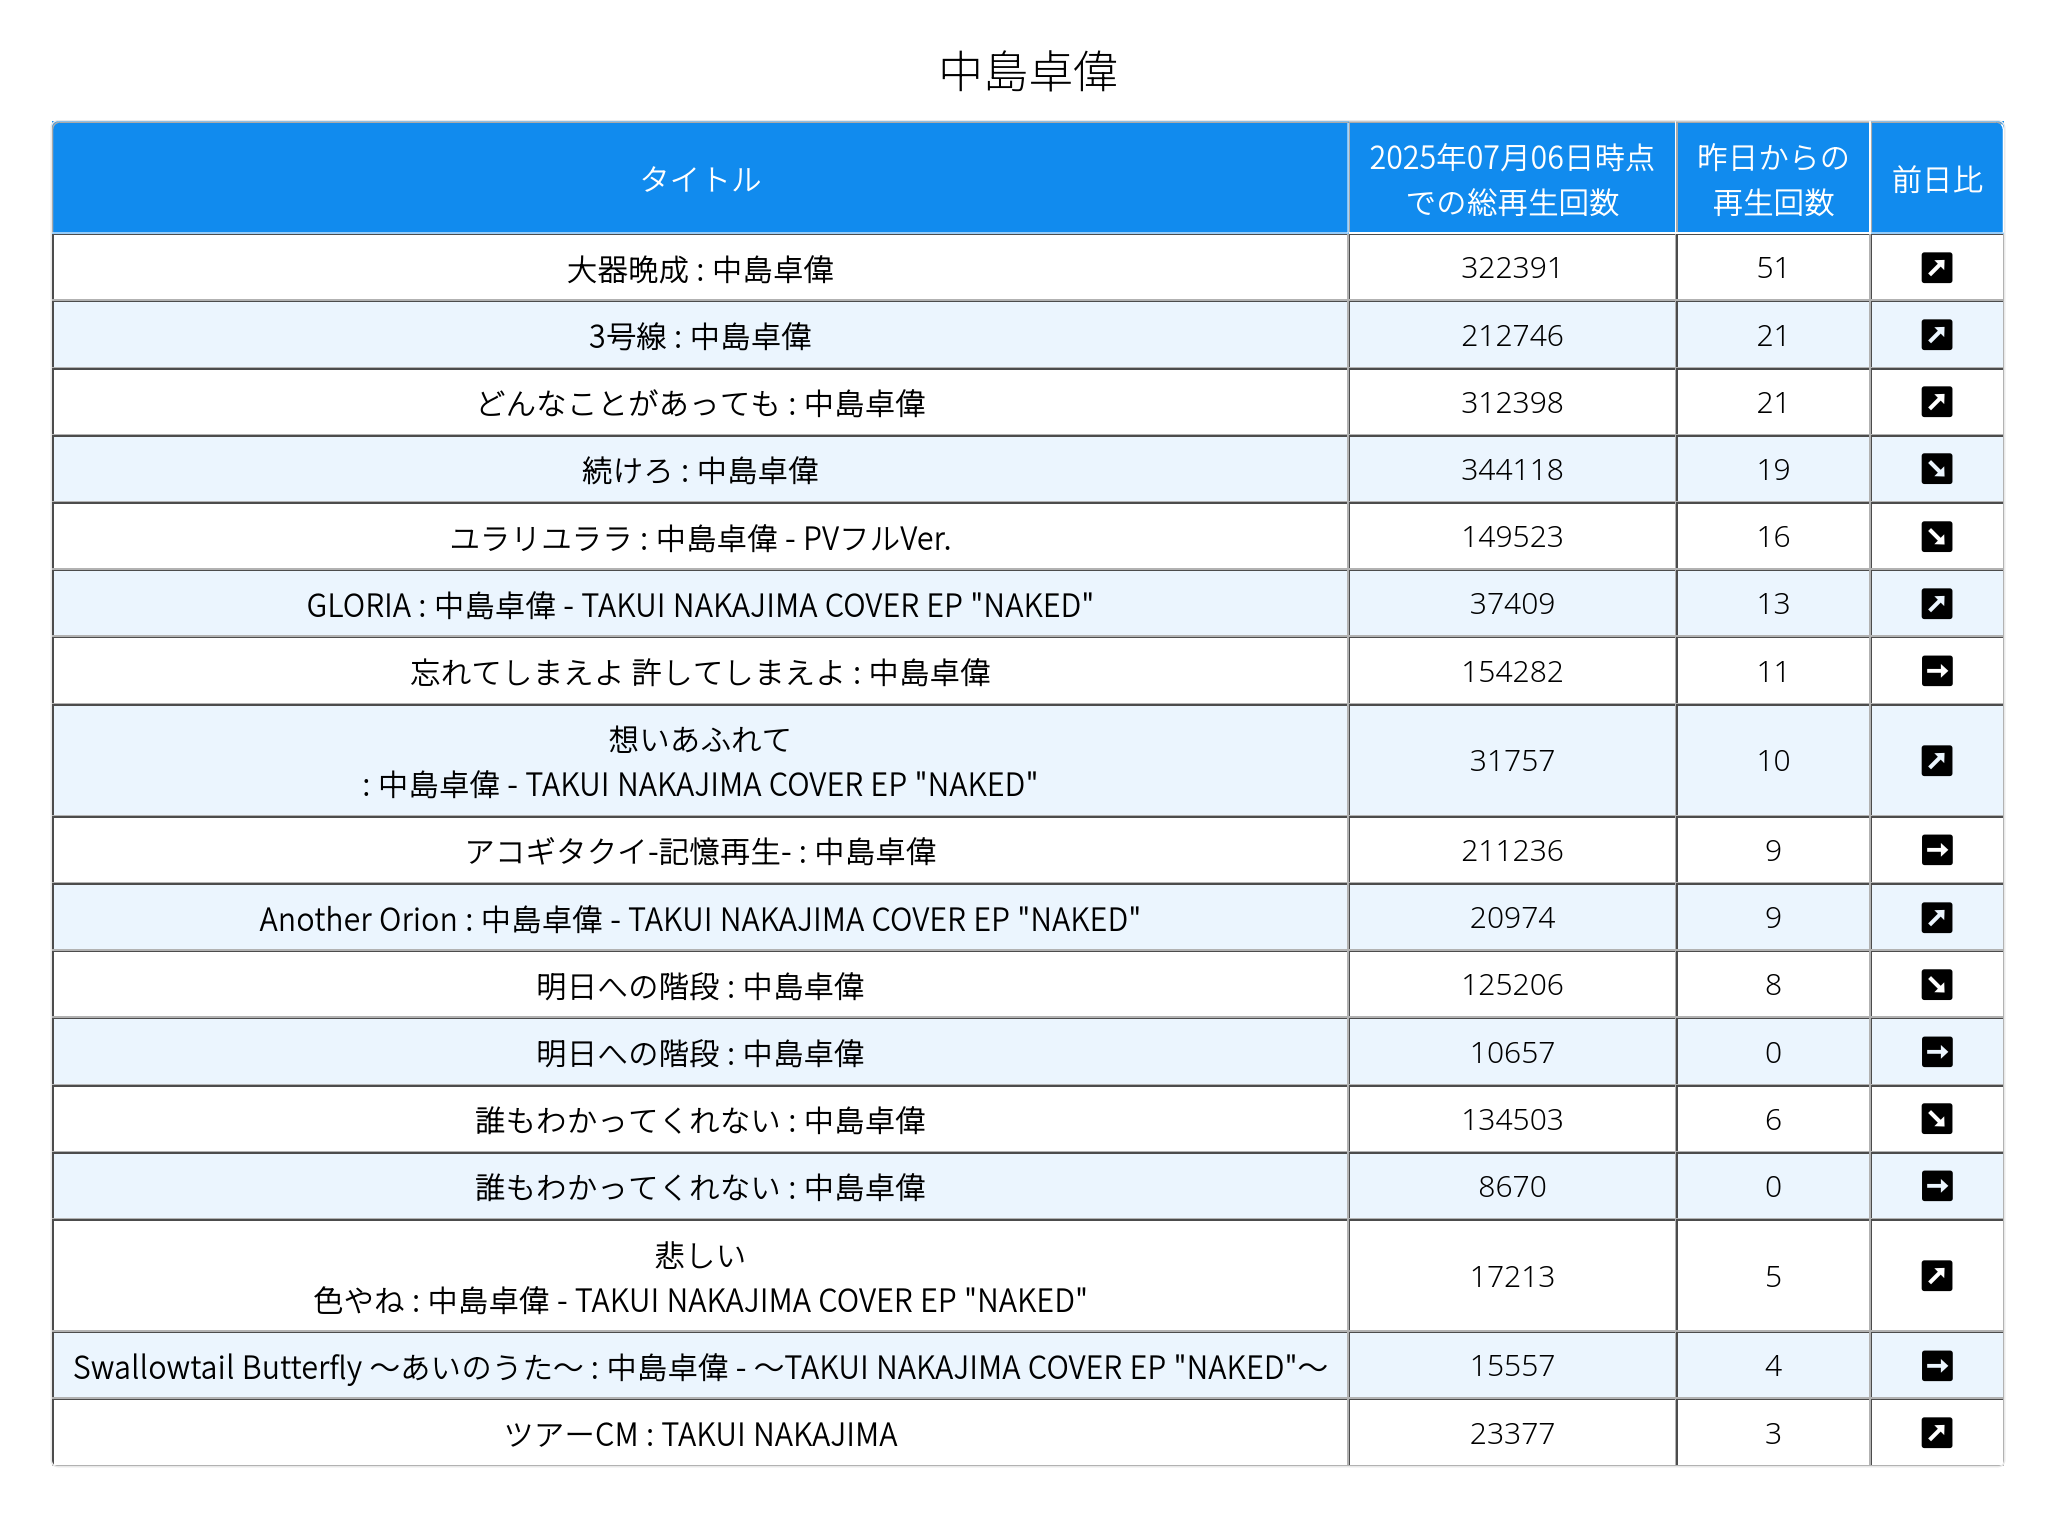 中島卓偉
タイトル
2025年07月06日時点
での総再生回数
昨日からの
再生回数
前日比
大器晩成 : 中島卓偉 322391 51 ↗
3号線 : 中島卓偉 212746 21 ↗
どんなことがあっても : 中島卓偉 312398 21 ↗
続けろ : 中島卓偉 344118 19 ↘
ユラリユララ : 中島卓偉 - PVフルVer. 149523 16 ↘
GLORIA : 中島卓偉 - TAKUI NAKAJIMA COVER EP "NAKED" 37409 13 ↗
忘れてしまえよ 許してしまえよ : 中島卓偉 154282 11 →
想いあふれて
: 中島卓偉 - TAKUI NAKAJIMA COVER EP "NAKED" 31757 10 ↗
アコギタクイ-記憶再生- : 中島卓偉 211236 9 →
Another Orion : 中島卓偉 - TAKUI NAKAJIMA COVER EP "NAKED" 20974 9 ↗
明日への階段 : 中島卓偉 125206 8 ↘
明日への階段 : 中島卓偉 10657 0 →
誰もわかってくれない : 中島卓偉 134503 6 ↘
誰もわかってくれない : 中島卓偉 8670 0 →
悲しい
色やね : 中島卓偉 - TAKUI NAKAJIMA COVER EP "NAKED" 17213 5 ↗
Swallowtail Butterfly ～あいのうた～ : 中島卓偉 - ～TAKUI NAKAJIMA COVER EP "NAKED"～ 15557 4 →
ツアーCM : TAKUI NAKAJIMA 23377 3 ↗